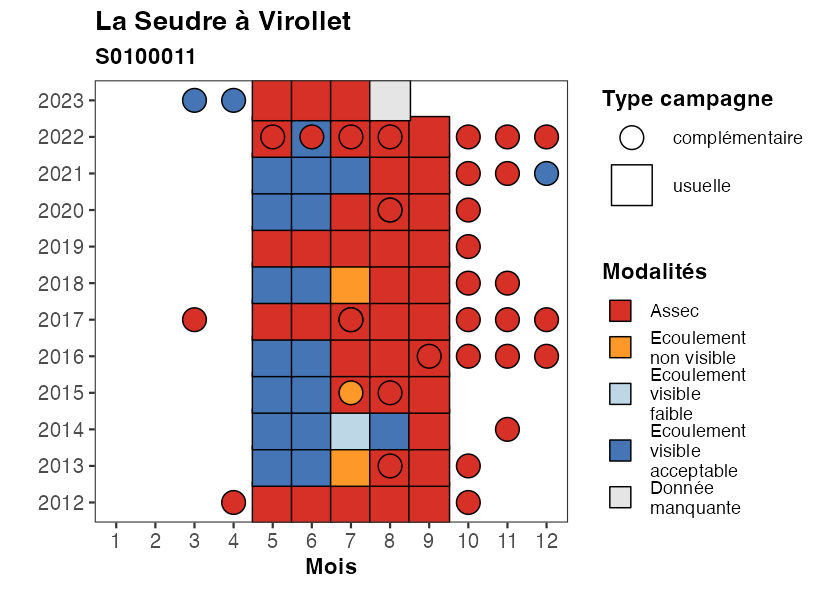 La Seudre à Virollet
S0100011
2023
2022
2021
2020
2019
2018
2017
2016
2015
2014
2013
2012
1 2 3 4 5 6 7 8 9 10 11 12
Mois
Type campagne
complémentaire
usuelle
Modalités
Assec
Ecoulement
non visible
Ecoulement
visible
faible
Ecoulement
visible
acceptable
Donnée
manquante